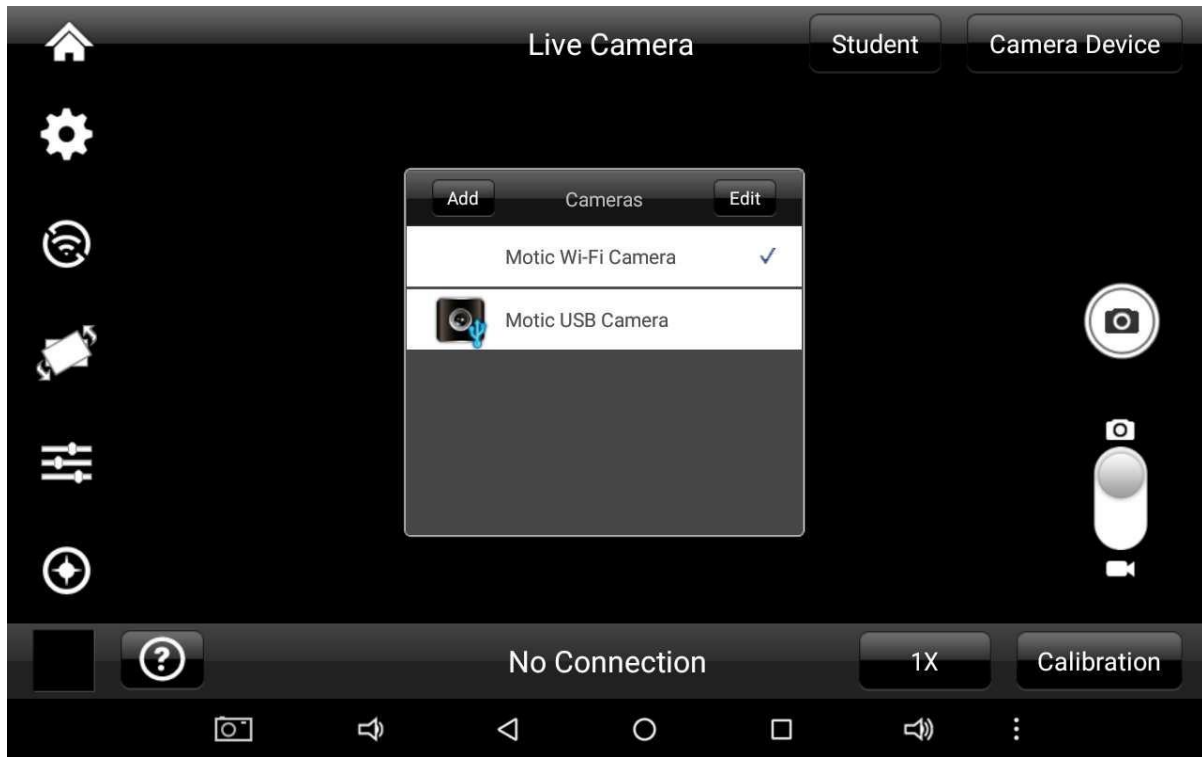 Live Camera
Student
Camera Device
Add
Cameras
Edit
Motic Wi-Fi Camera
Motic USB Camera
?
No Connection
1X
Calibration